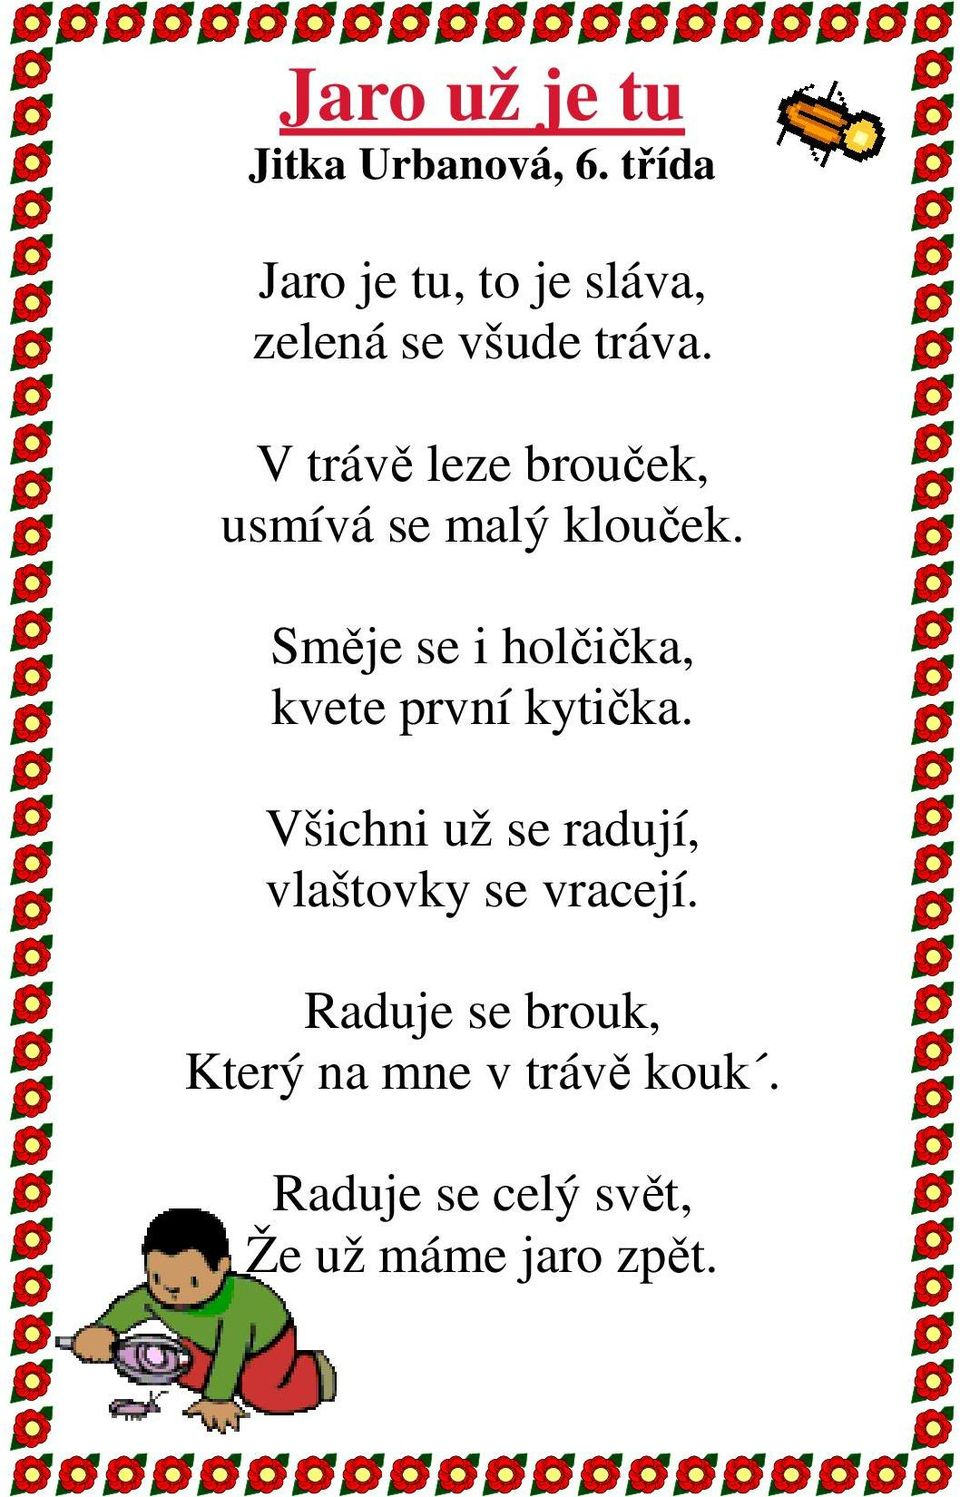 Jaro už je tu
Jitka Urbanová, 6. třída
Jaro je tu, to je sláva,
zelená se všude tráva.
V trávě leze brouček,
usmívá se malý klouček.
Směje se i holčička,
kvete první kytička.
Všichni už se radují,
vlaštovky se vracejí.
Raduje se brouk,
Který na mne v trávě kouk´.
Raduje se celý svět,
Že už máme jaro zpět.